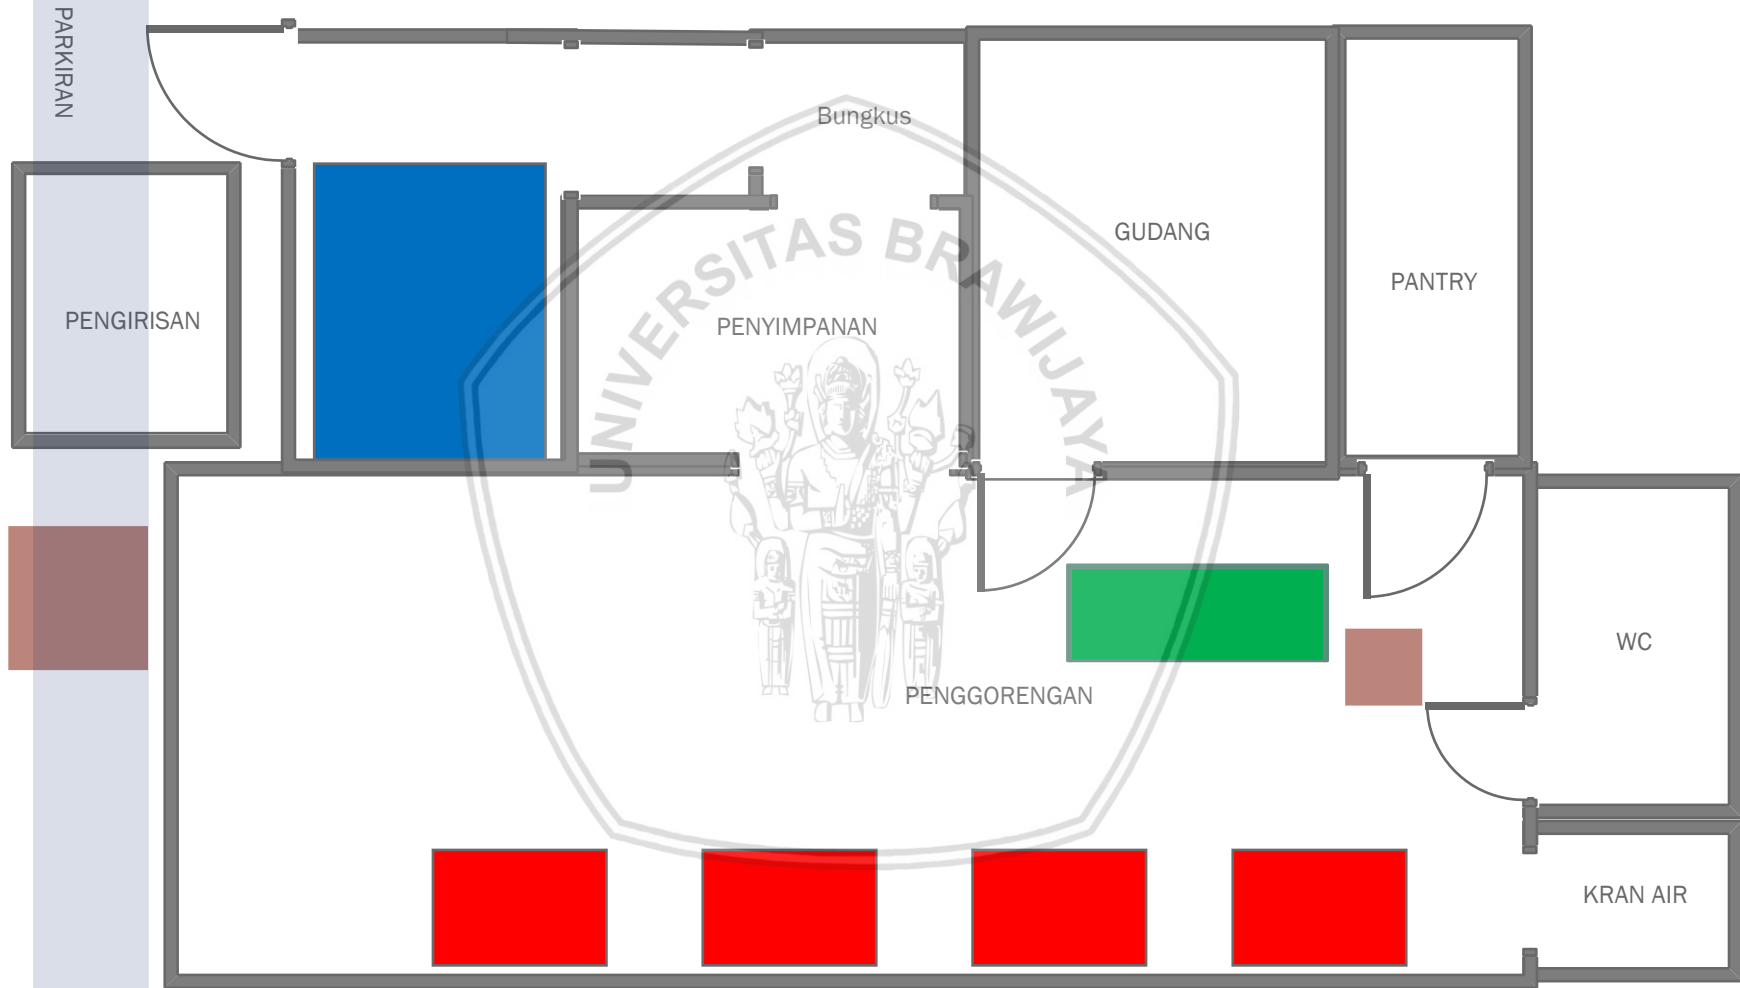 PARKIRAN
Bungkus
GUDANG
PANTRY
PENGIRISAN
PENYIMPANAN
UNIVERSITAS BRAWIJAYA
WC
PENGGORENGAN
KRAN AIR